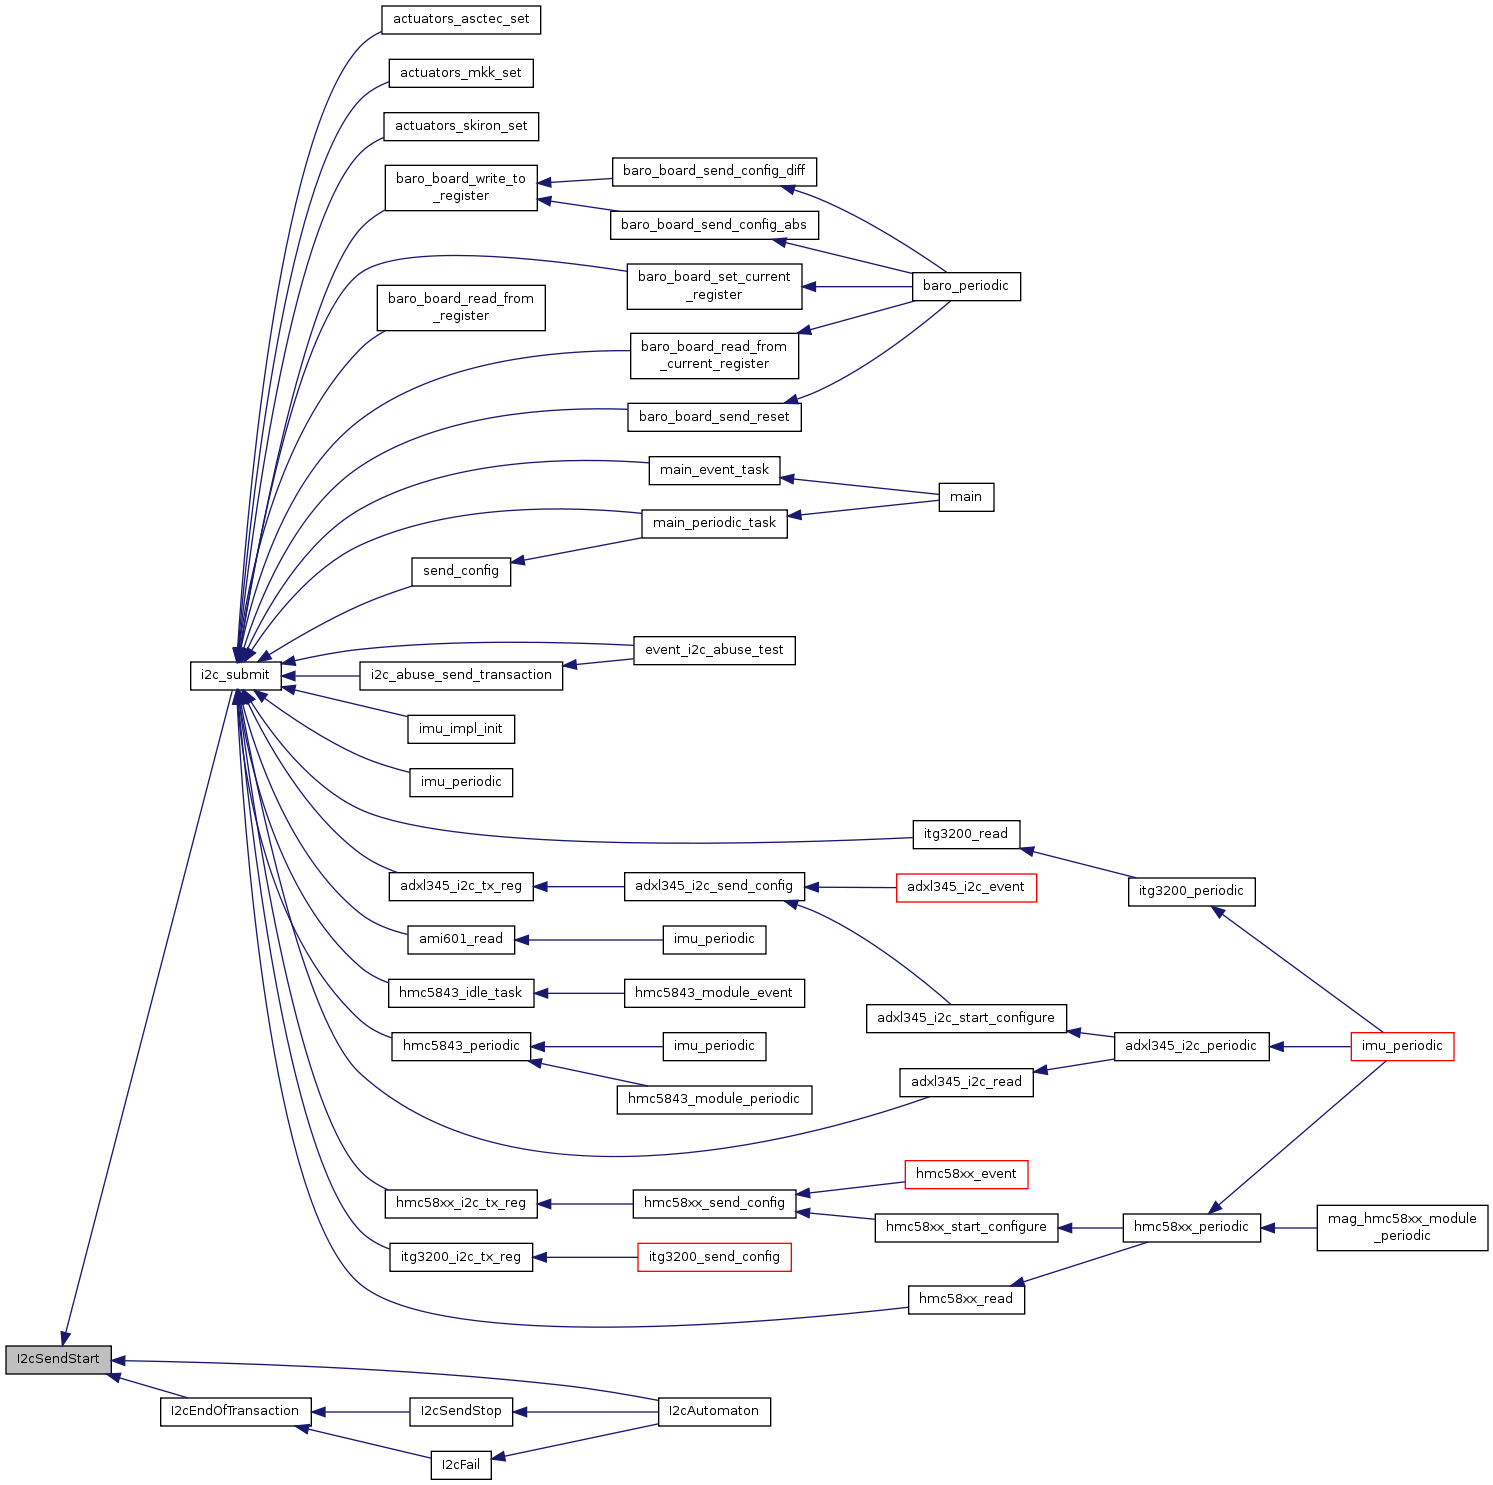 actuators_asctec_set
actuators_mkk_set
actuators_skiron_set
baro_board_write_to
_register
baro_board_send_config_diff
baro_board_send_config_abs
baro_board_set_current
_register
baro_periodic
baro_board_read_from
_register
baro_board_read_from
_current_register
baro_board_send_reset
main_event_task
main
main_periodic_task
send_config
event_i2c_abuse_test
i2c_submit
i2c_abuse_send_transaction
imu_impl_init
imu_periodic
itg3200_read
adxl345_i2c_tx_reg
adxl345_i2c_send_config
adxl345_i2c_event
itg3200_periodic
ami601_read
imu_periodic
hmc5843_idle_task
hmc5843_module_event
adxl345_i2c_start_configure
hmc5843_periodic
imu_periodic
adxl345_i2c_periodic
imu_periodic
adxl345_i2c_read
hmc5843_module_periodic
hmc58xx_event
hmc58xx_i2c_tx_reg
hmc58xx_send_config
hmc58xx_start_configure
hmc58xx_periodic
mag_hmc58xx_module
_periodic
itg3200_i2c_tx_reg
itg3200_send_config
hmc58xx_read
I2cSendStart
I2cEndOfTransaction
I2cSendStop
I2cAutomaton
I2cFail